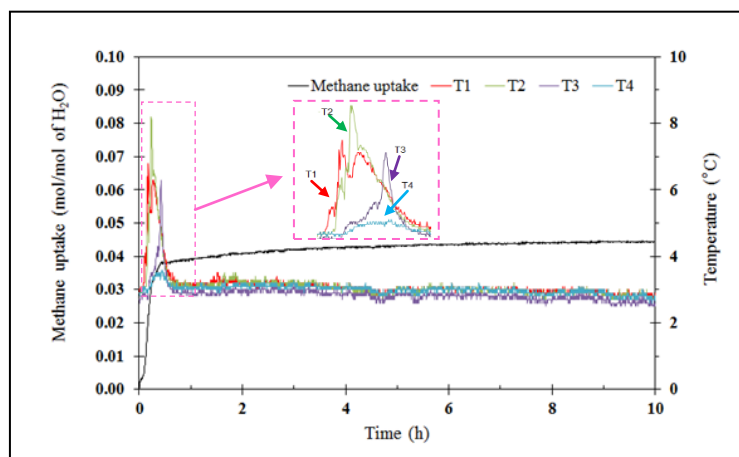 Methane uptake (mol/mol of H₂O)
0.10
0.09
0.08
0.07
0.06
0.05
0.04
0.03
0.02
0.01
0.00
Methane uptake T1 T2 T3 T4
T2
T3
T1
T4
10
8
6
4
2
0
Temperature (°C)
0 2 4 6 8 10
Time (h)